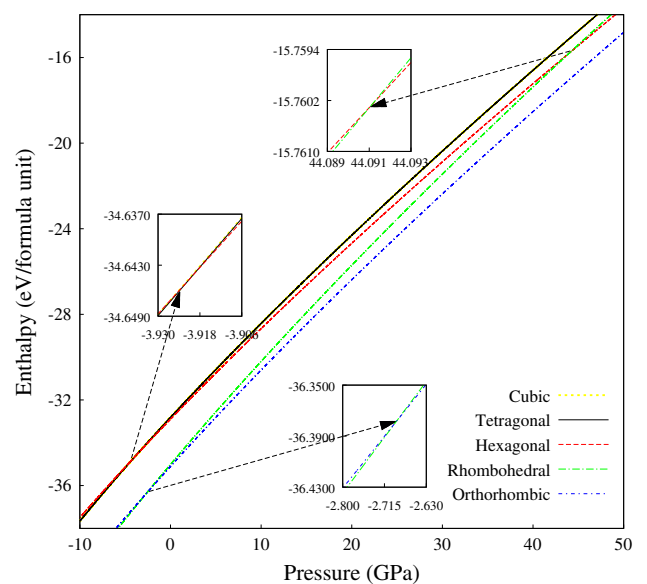 -16
-20
-24
-28
-32
-36
-10
0
10
20
30
40
50
Enthalpy (eV/formula unit)
Pressure (GPa)
-15.7594
-15.7602
-15.7610
44.089 44.091 44.093
-34.6370
-34.6430
-34.6490
-3.930 -3.918 -3.906
-36.3500
-36.3900
-36.4300
-2.800 -2.715 -2.630
Cubic
Tetragonal
Hexagonal
Rhombohedral
Orthorhombic